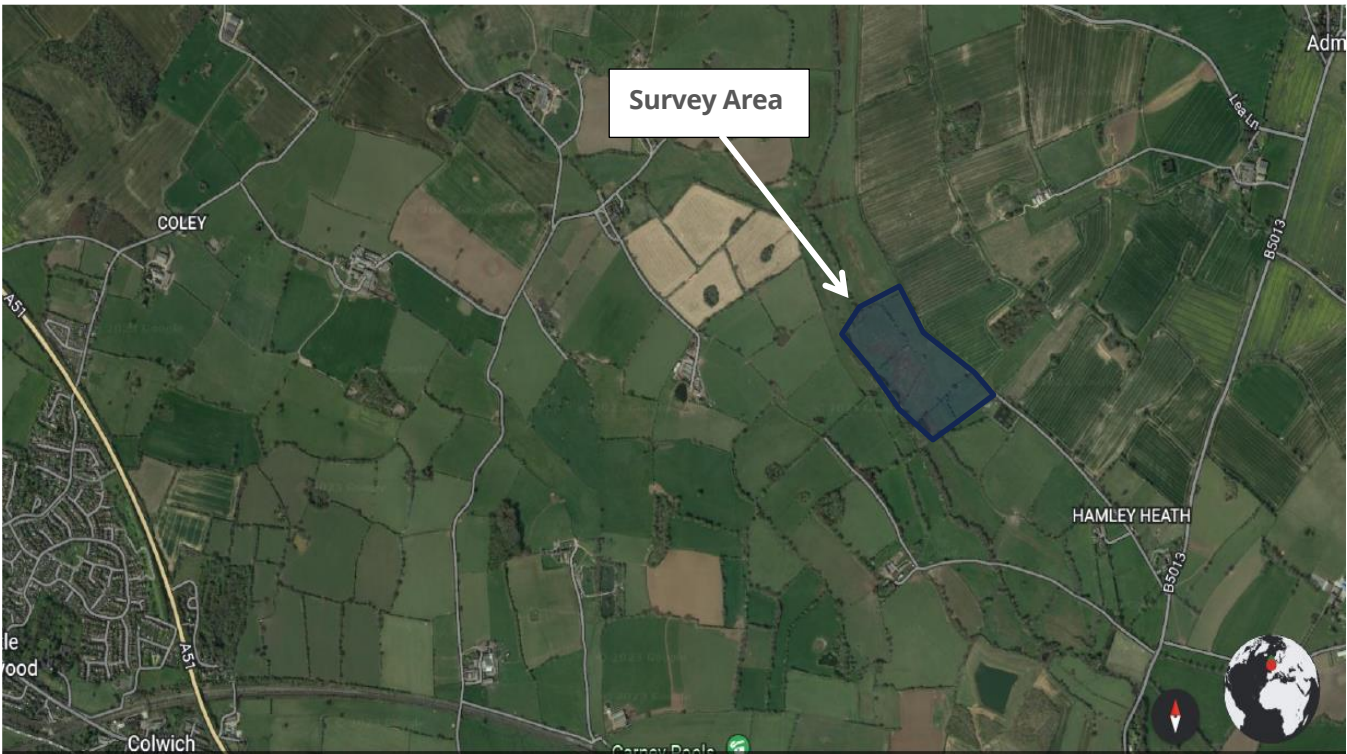 Adm
Survey Area
Lea Ln
COLEY
B5013
A51
HAMLEY HEATH
B5013
le
wood
A51
Colwich